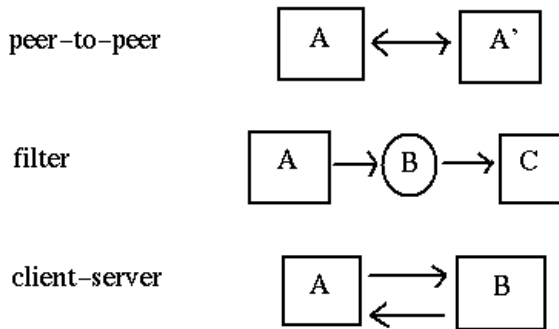 peer-to-peer A A'
filter A B C
client-server A B